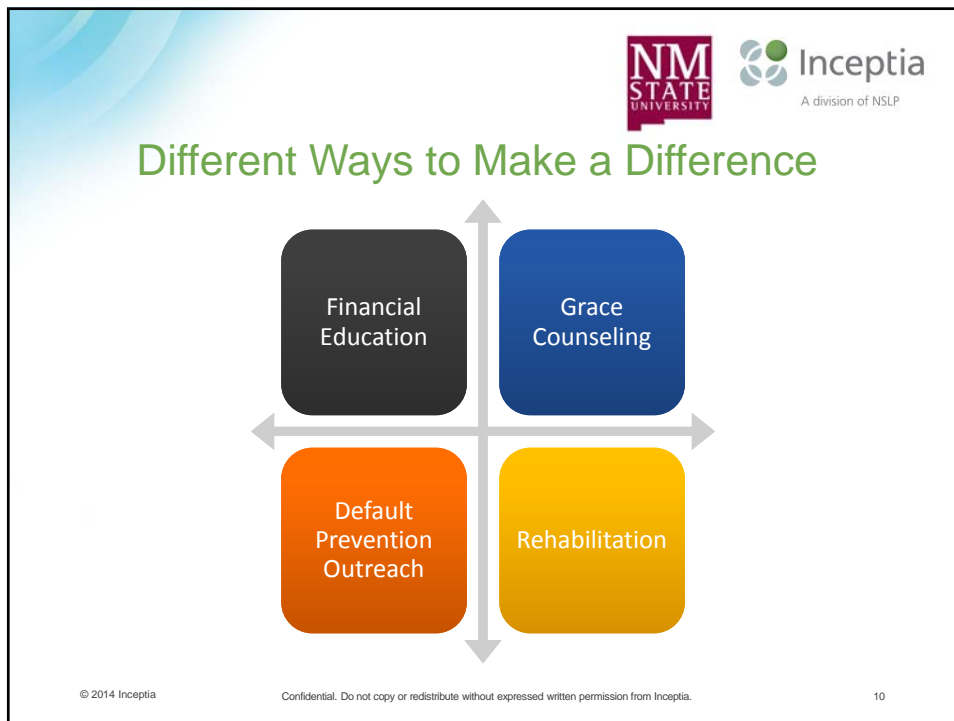 NM
STATE
UNIVERSITY
Inceptia
A division of NSLP
Different Ways to Make a Difference
Financial
Education
Grace
Counseling
Default
Prevention
Outreach
Rehabilitation
© 2014 Inceptia
Confidential. Do not copy or redistribute without expressed written permission from Inceptia.
10